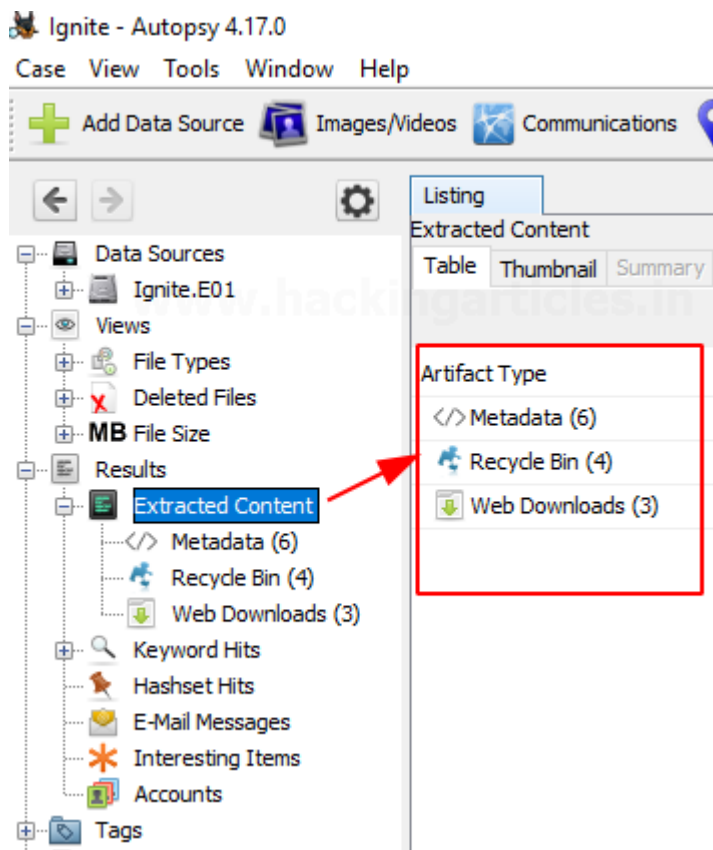 Ignite - Autopsy 4.17.0
Case View Tools Window Help
Add Data Source Images/Videos Communications
Listing
Extracted Content
Table Thumbnail Summary
www.hackingarticles.in
Data Sources
Ignite.E01
Views
File Types
Deleted Files
MB File Size
Results
Extracted Content
Metadata (6)
Recycle Bin (4)
Web Downloads (3)
Keyword Hits
Hashset Hits
E-Mail Messages
Interesting Items
Accounts
Tags
Artifact Type
</> Metadata (6)
Recycle Bin (4)
Web Downloads (3)